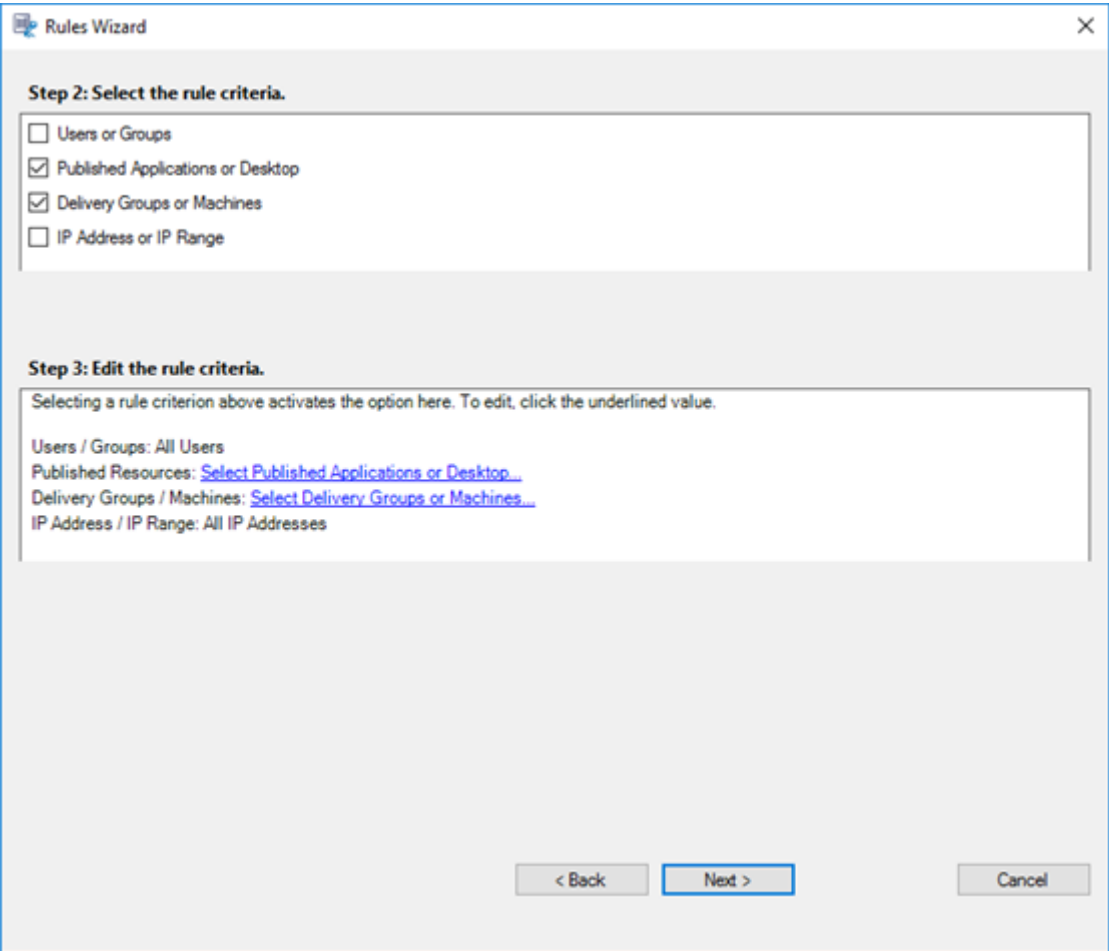 Rules Wizard
Step 2: Select the rule criteria.
Users or Groups
Published Applications or Desktop
Delivery Groups or Machines
IP Address or IP Range
Step 3: Edit the rule criteria.
Selecting a rule criterion above activates the option here. To edit, click the underlined value.
Users / Groups: All Users
Published Resources: Select Published Applications or Desktop...
Delivery Groups / Machines: Select Delivery Groups or Machines...
IP Address / IP Range: All IP Addresses
< Back Next > Cancel